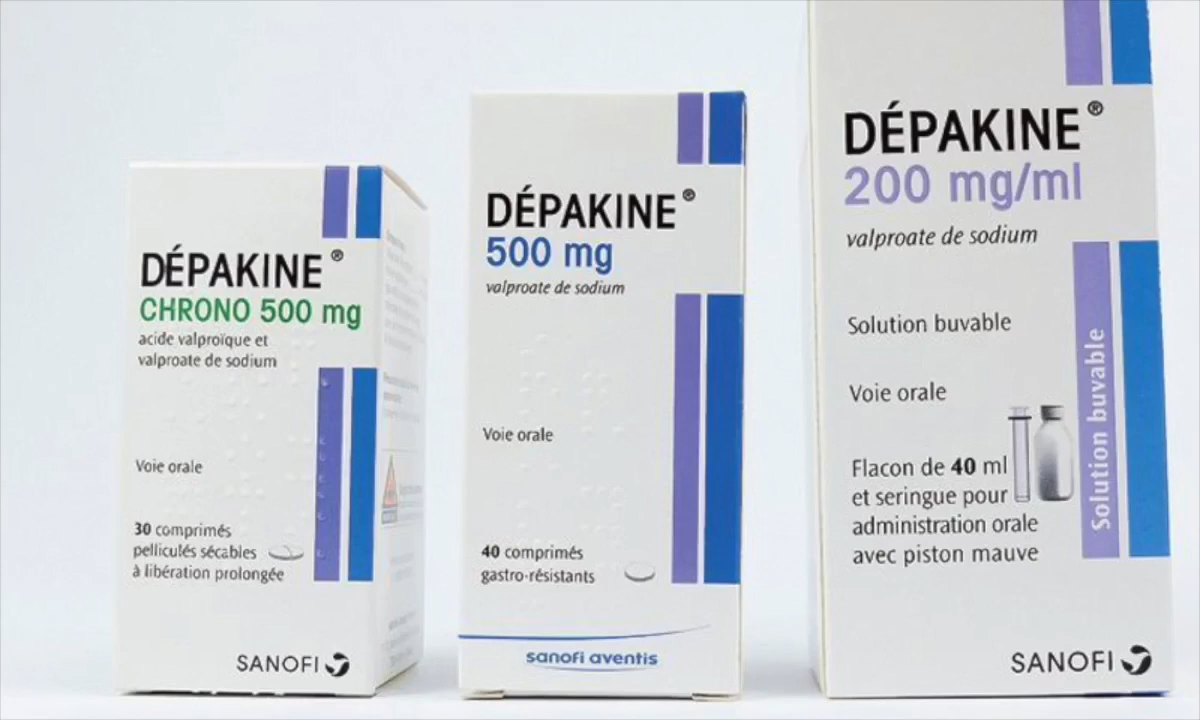 DÉPAKINE®
CHRONO 500 mg
acide valproïque et
valproate de sodium
Voie orale
30 comprimés
pelliculés sécables
à libération prolongée
SANOFI
DÉPAKINE®
500 mg
valproate de sodium
Voie orale
40 comprimés
gastro-résistants
sanofi aventis
DÉPAKINE®
200 mg/ml
valproate de sodium
Solution buvable
Voie orale
Flacon de 40 ml
et seringue pour
administration orale
avec piston mauve
Solution buvable
SANOFI